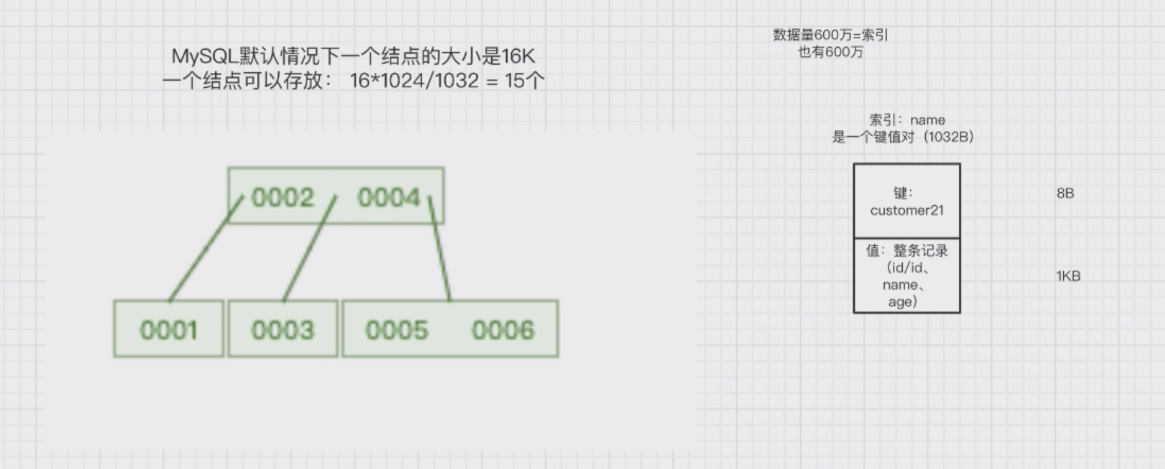 MySQL默认情况下一个结点的大小是16K
一个结点可以存放： 16*1024/1032 = 15个
数据量600万=索引
也有600万
索引：name
是一个键值对（1032B）
键：
customer21
8B
值：整条记录
（id/id、
name、
age）
1KB
0002 0004
0001 0003 0005 0006